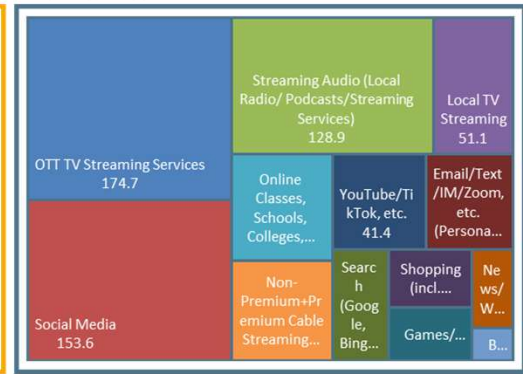 OTT TV Streaming Services
174.7
Social Media
153.6
Streaming Audio (Local
Radio/ Podcasts/Streaming
Services)
128.9
Local TV
Streaming
51.1
Online
Classes,
Schools,
Colleges,...
YouTube/Ti
kTok, etc.
41.4
Email/Text
/IM/Zoom,
etc.
(Persona...
Non-
Premium+Pr
emium Cable
Streaming...
Searc
h
(Goog
le,
Bing...
Shopping
(incl....
Games/...
Ne
ws/
W...
B...